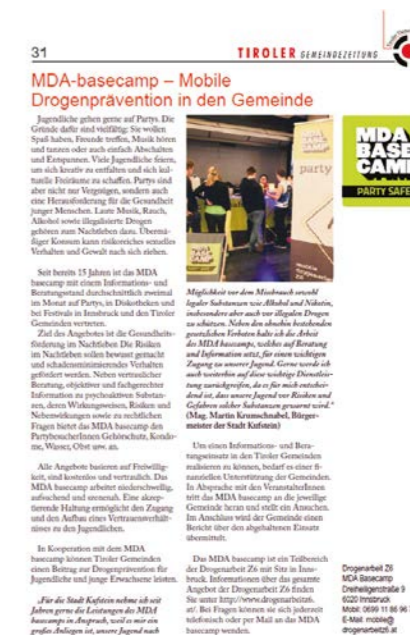 31
TIROLER GEMEINDEZEITUNG
MDA-basecamp – Mobile
Drogenprävention in den Gemeinde
Jugendliche gehen gerne auf Partys. Die
Gründe dafür sind vielfältig: Sie wollen
Spaß haben, Freunde treffen, Musik hören
und tanzen oder auch einfach Abschalten
und Entspannen. Viele Jugendliche feiern,
um sich kreativ zu entfalten und sich kul-
turelle Freiräume zu schaffen. Partys sind
aber nicht nur Vergnügen, sondern auch
eine Herausforderung für die Gesundheit
junger Menschen. Laute Musik, Rauch,
Alkohol sowie illegalisierte Drogen
gehören zum Nachtleben dazu. Übermä-
ßiger Konsum kann risikoreiches sexuelles
Verhalten und Gewalt nach sich ziehen.
Seit bereits 15 Jahren ist das MDA
basecamp mit einem Informations- und
Beratungsstand durchschnittlich zweimal
im Monat auf Partys, in Diskotheken und
bei Festivals in Innsbruck und den Tiroler
Gemeinden vertreten.
Ziel des Angebotes ist die Gesundheits-
förderung im Nachtleben Die Risiken
im Nachtleben sollen bewusst gemacht
und schadensminimierendes Verhalten
gefördert werden. Neben vertraulicher
Beratung, objektiver und fachgerechter
Information zu psychoaktiven Substan-
zen, deren Wirkungsweisen, Risiken und
Nebenwirkungen sowie zu rechtlichen
Fragen bietet das MDA basecamp den
PartybesucherInnen Gehörschutz, Kondo-
me, Wasser, Obst usw. an.
Alle Angebote basieren auf Freiwillig-
keit, sind kostenlos und vertraulich. Das
MDA basecamp arbeitet niederschwellig,
aufsuchend und szenenah. Eine akzep-
tierende Haltung ermöglicht den Zugang
und den Aufbau eines Vertrauensverhält-
nisses zu den Jugendlichen.
In Kooperation mit dem MDA
basecamp können Tiroler Gemeinden
einen Beitrag zur Drogenprävention für
Jugendliche und junge Erwachsene leisten.
„Für die Stadt Kufstein nehme ich seit
Jahren gerne die Leistungen des MDA
basecamps in Anspruch, weil es mir ein
großes Anliegen ist, unsere Jugend nach
party
Möglichkeit vor dem Missbrauch sowohl
legaler Substanzen wie Alkohol und Nikotin,
insbesondere aber auch vor illegalen Drogen
zu schützen. Neben den ohnehin bestehenden
gesetzlichen Verboten halte ich die Arbeit
des MDA basecamps, welches auf Beratung
und Information setzt, für einen wichtigen
Zugang zu unserer Jugend. Gerne werde ich
auch weiterhin auf diese wichtige Dienstleis-
tung zurückgreifen, da es für mich entschei-
dend ist, dass unsere Jugend vor Risiken und
Gefahren solcher Substanzen gewarnt wird.“
(Mag. Martin Krumschnabel, Bürger-
meister der Stadt Kufstein)
Um einen Informations- und Bera-
tungseinsatz in den Tiroler Gemeinden
realisieren zu können, bedarf es einer fi-
nanziellen Unterstützung der Gemeinden.
In Absprache mit den VeranstalterInnen
tritt das MDA basecamp an die jeweilige
Gemeinde heran und stellt ein Ansuchen.
Im Anschluss wird der Gemeinde einen
Bericht über den abgehaltenen Einsatz
übermittelt.
Das MDA basecamp ist ein Teilbereich
der Drogenarbeit Z6 mit Sitz in Inns-
bruck. Informationen über das gesamte
Angebot der Drogenarbeit Z6 finden
Sie unter http://www.drogenarbeitz6.
at/. Bei Fragen können sie sich jederzeit
telefonisch oder per Mail an das MDA
basecamp wenden.
MDA
BASE
CAMP
PARTY SAFE
Drogenarbeit Z6
MDA Basecamp
Dreiheiligenstraße 9
6020 Innsbruck
Mobil: 0699 11 86 96
E-Mail: mobile@
drogenarbeitz6.at